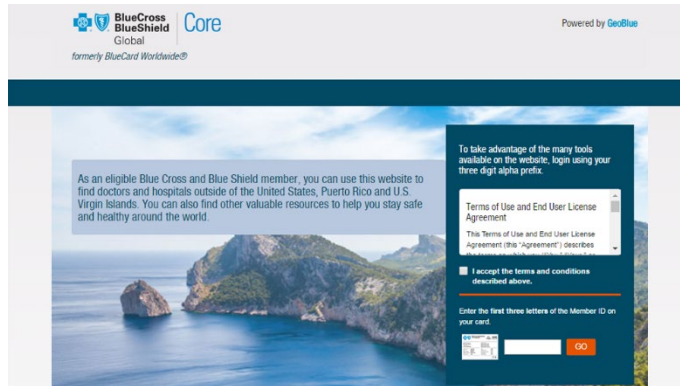 BlueCross
BlueShield
Global
Core
formerly BlueCard Worldwide®
Powered by GeoBlue
As an eligible Blue Cross and Blue Shield member, you can use this website to
find doctors and hospitals outside of the United States, Puerto Rico and U.S.
Virgin Islands. You can also find other valuable resources to help you stay safe
and healthy around the world.
To take advantage of the many tools
available on the website, login using your
three digit alpha prefix.
Terms of Use and End User License
Agreement
This Terms of Use and End User License
Agreement (this "Agreement") describes
I accept the terms and conditions
described above.
Enter the first three letters of the Member ID on
your card.
GO